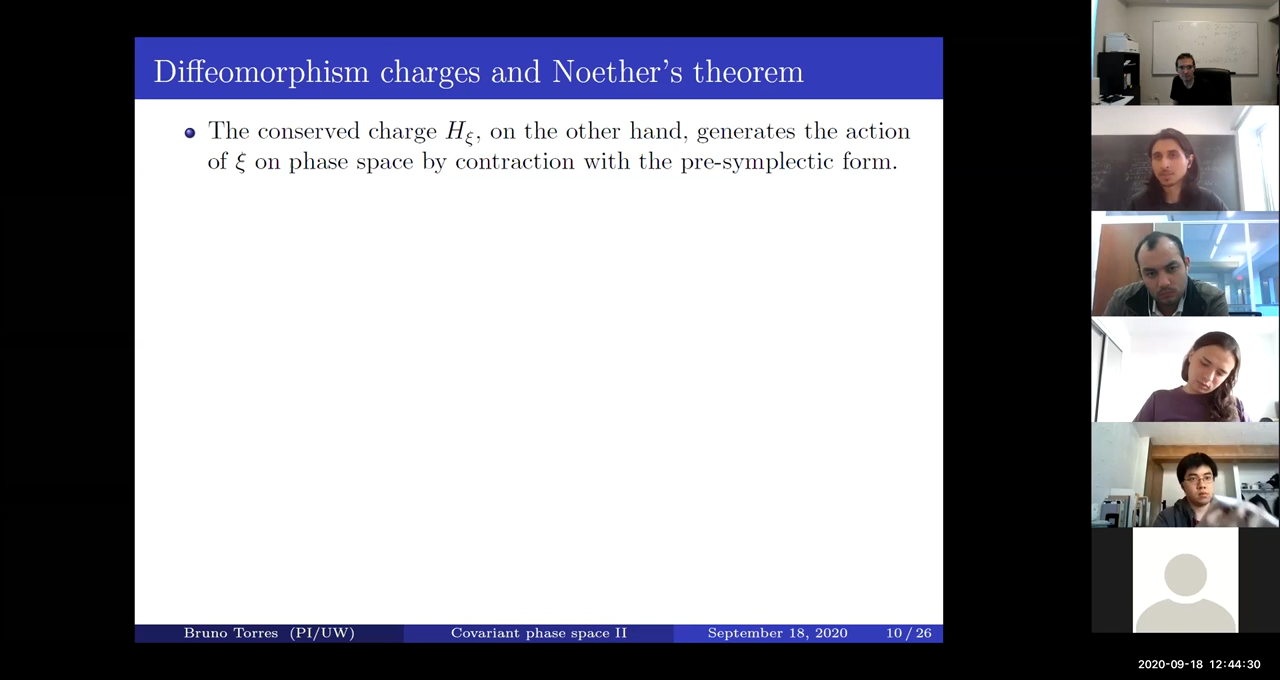 Diffeomorphism charges and Noether's theorem
The conserved charge H_ξ, on the other hand, generates the action
of ξ on phase space by contraction with the pre-symplectic form.
Bruno Torres (PI/UW) Covariant phase space II September 18, 2020 10 / 26
2020-09-18 12:44:30